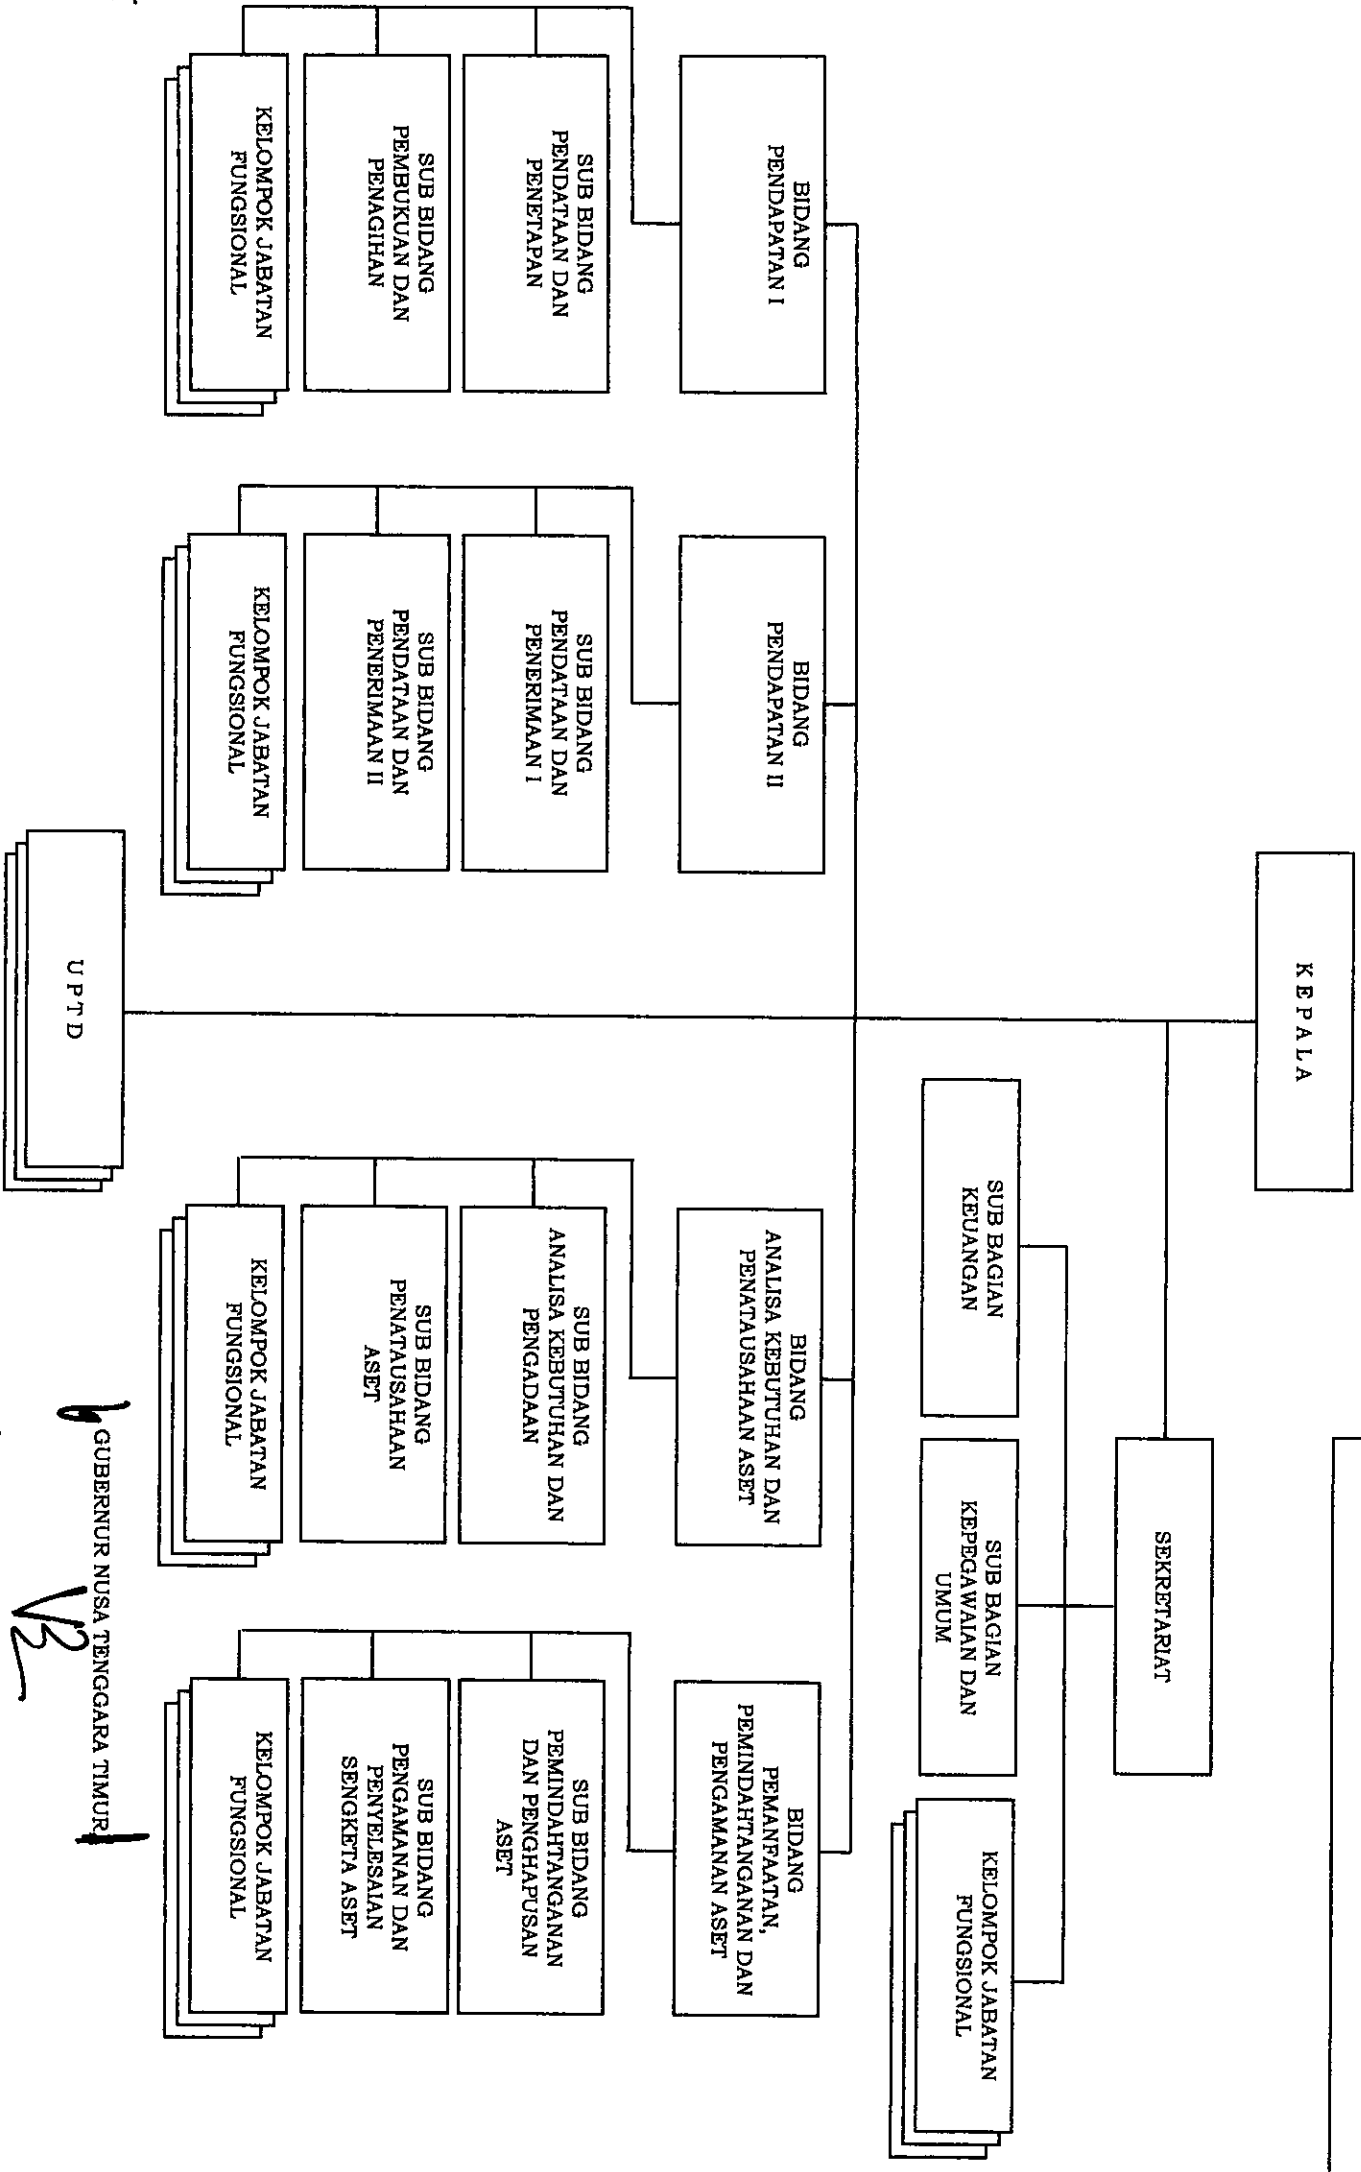 K E P A L A
SEKRETARIAT
SUB BAGIAN
KEUANGAN
SUB BAGIAN
KEPEGAWAIAN DAN
UMUM
KELOMPOK JABATAN
FUNGSIONAL
BIDANG
PENDAPATAN I
BIDANG
PENDAPATAN II
BIDANG
ANALISA KEBUTUHAN DAN
PENATAUSAHAAN ASET
BIDANG
PEMANFAATAN,
PEMINDAHTANGANAN DAN
PENGAMANAN ASET
SUB BIDANG
PENDATAAN DAN
PENETAPAN
SUB BIDANG
PENDATAAN DAN
PENERIMAAN I
SUB BIDANG
ANALISA KEBUTUHAN DAN
PENGADAAN
SUB BIDANG
PEMINDAHTANGANAN
DAN PENGHAPUSAN
ASET
SUB BIDANG
PEMBUKUAN DAN
PENAGIHAN
SUB BIDANG
PENDATAAN DAN
PENERIMAAN II
SUB BIDANG
PENATAUSAHAAN
ASET
SUB BIDANG
PENGAMANAN DAN
PENYELESAIAN
SENGKETA ASET
KELOMPOK JABATAN
FUNGSIONAL
KELOMPOK JABATAN
FUNGSIONAL
KELOMPOK JABATAN
FUNGSIONAL
KELOMPOK JABATAN
FUNGSIONAL
U P T D
GUBERNUR NUSA TENGGARA TIMUR